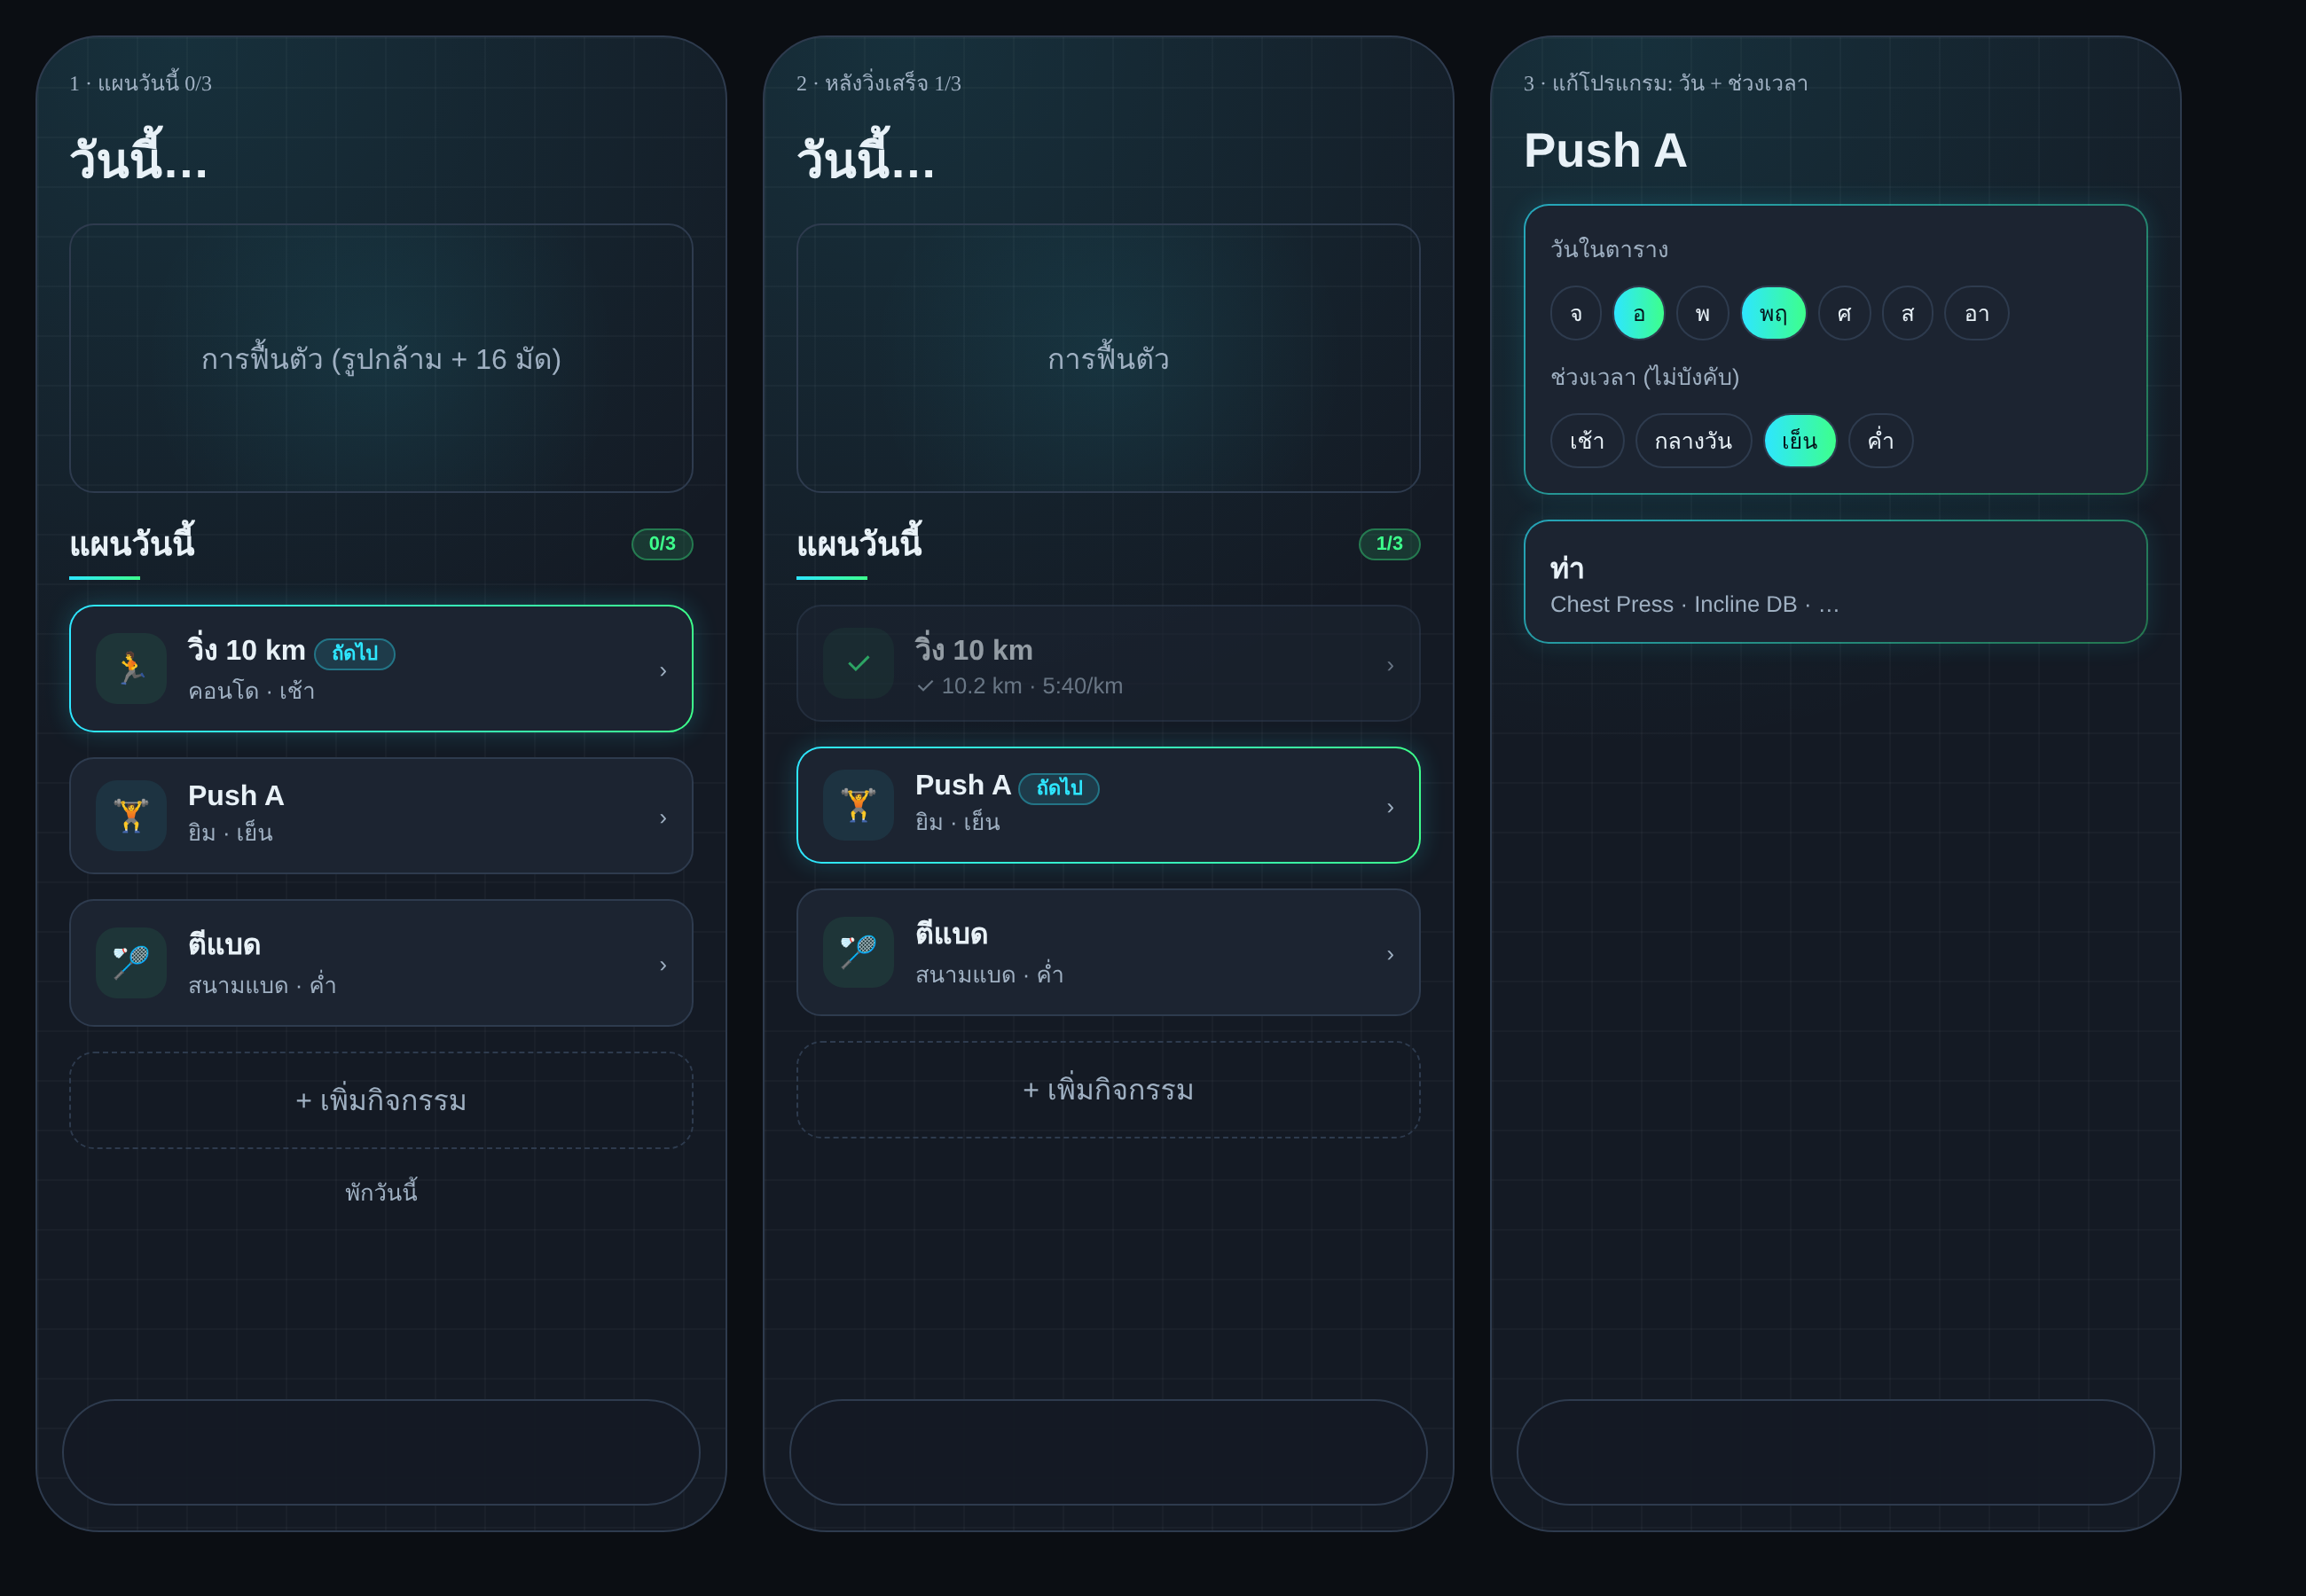 1 · แผนวันนี้ 0/3
วันนี้…
การฟื้นตัว (รูปกล้าม + 16 มัด)
แผนวันนี้
0/3
วิ่ง 10 km ถัดไป
คอนโด · เช้า
›
Push A
ยิม · เย็น
›
ตีแบด
สนามแบด · ค่ำ
›
+ เพิ่มกิจกรรม
พักวันนี้
2 · หลังวิ่งเสร็จ 1/3
วันนี้…
การฟื้นตัว
แผนวันนี้
1/3
วิ่ง 10 km
✓ 10.2 km · 5:40/km
›
Push A ถัดไป
ยิม · เย็น
›
ตีแบด
สนามแบด · ค่ำ
›
+ เพิ่มกิจกรรม
3 · แก้โปรแกรม: วัน + ช่วงเวลา
Push A
วันในตาราง
จ อ พ พฤ ศ ส อา
ช่วงเวลา (ไม่บังคับ)
เช้า กลางวัน เย็น ค่ำ
ท่า
Chest Press · Incline DB · …